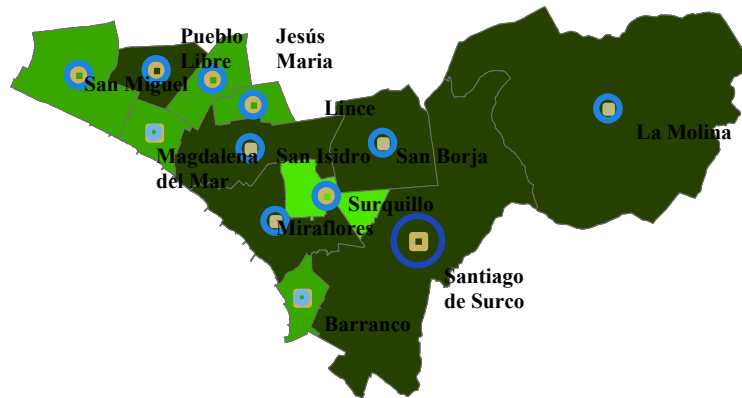 Pueblo
Libre
Jesús
Maria
San Miguel
Lince
La Molina
Magdalena
del Mar
San Isidro
San Borja
Surquillo
Miraflores
Santiago
de Surco
Barranco